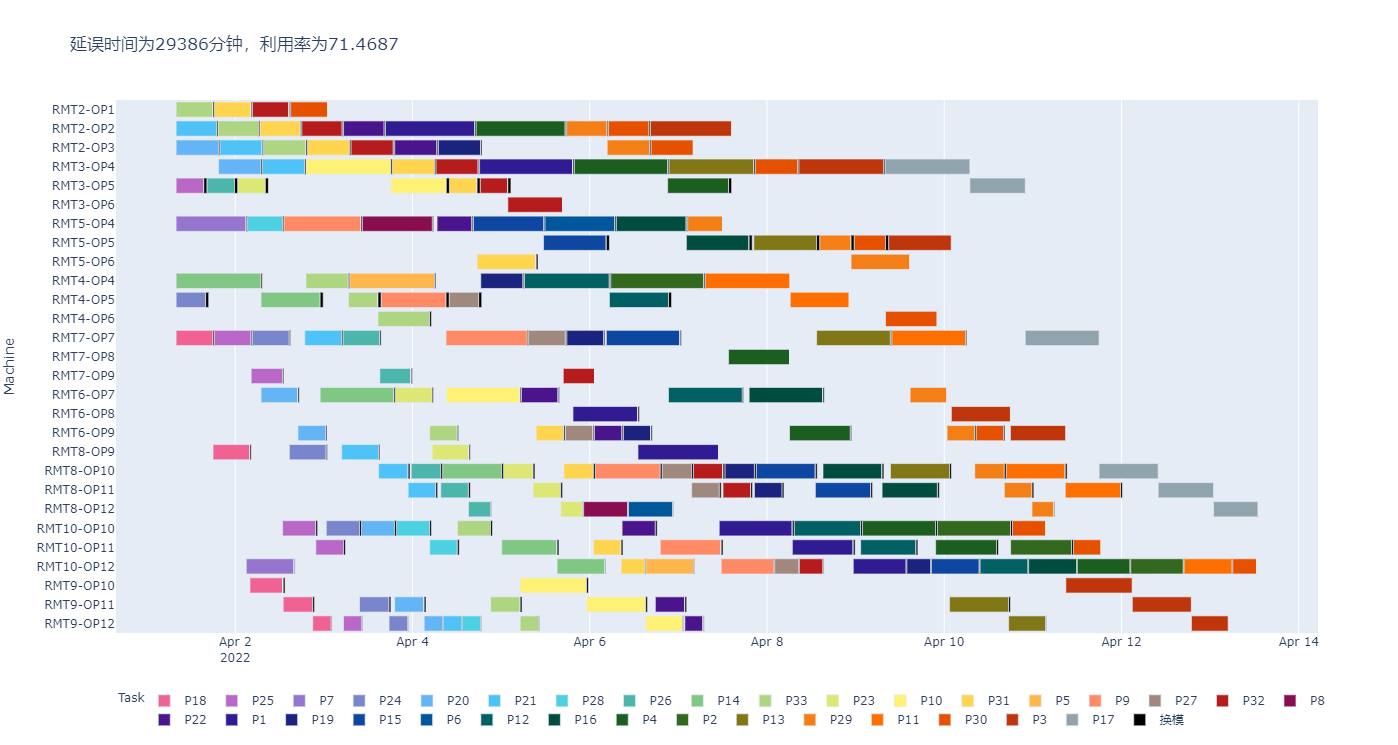 延误时间为29386分钟，利用率为71.4687
Machine
RMT2-OP1
RMT2-OP2
RMT2-OP3
RMT3-OP4
RMT3-OP5
RMT3-OP6
RMT5-OP4
RMT5-OP5
RMT5-OP6
RMT4-OP4
RMT4-OP5
RMT4-OP6
RMT7-OP7
RMT7-OP8
RMT7-OP9
RMT6-OP7
RMT6-OP8
RMT6-OP9
RMT8-OP9
RMT8-OP10
RMT8-OP11
RMT8-OP12
RMT10-OP10
RMT10-OP11
RMT10-OP12
RMT9-OP10
RMT9-OP11
RMT9-OP12
Apr 2 Apr 4 Apr 6 Apr 8 Apr 10 Apr 12 Apr 14
2022
Task P18 P25 P7 P24 P20 P21 P28 P26 P14 P33 P23 P10 P31 P5 P9 P27 P32 P8
P22 P1 P19 P15 P6 P12 P16 P4 P2 P13 P29 P11 P30 P3 P17 换模